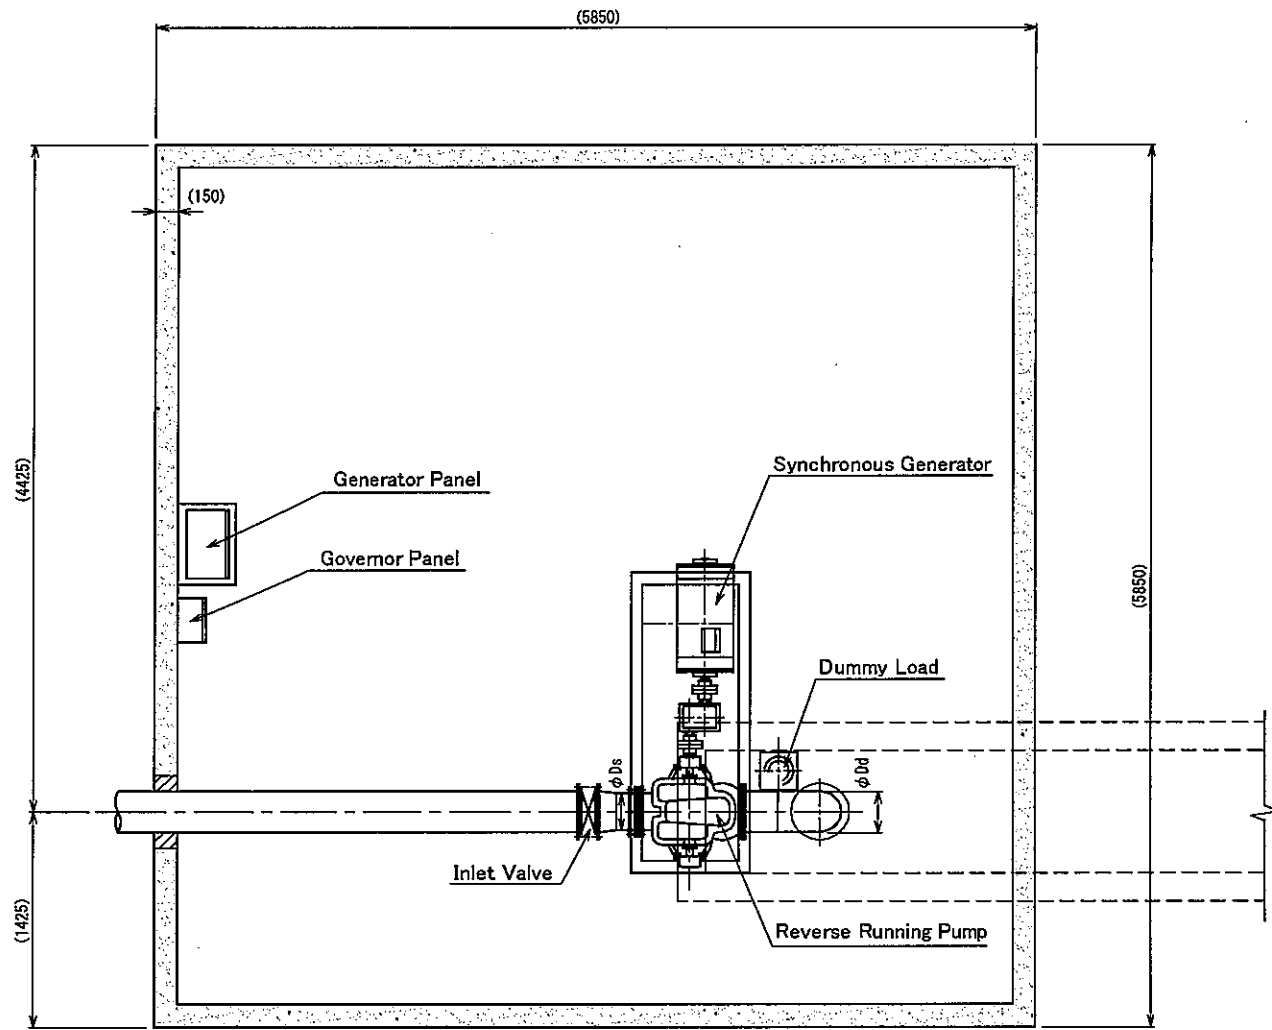 (5850)
(150)
(4425)
Generator Panel
Synchronous Generator
Governor Panel
(5850)
Dummy Load
φDs
φDd
Inlet Valve
(1425)
Reverse Running Pump